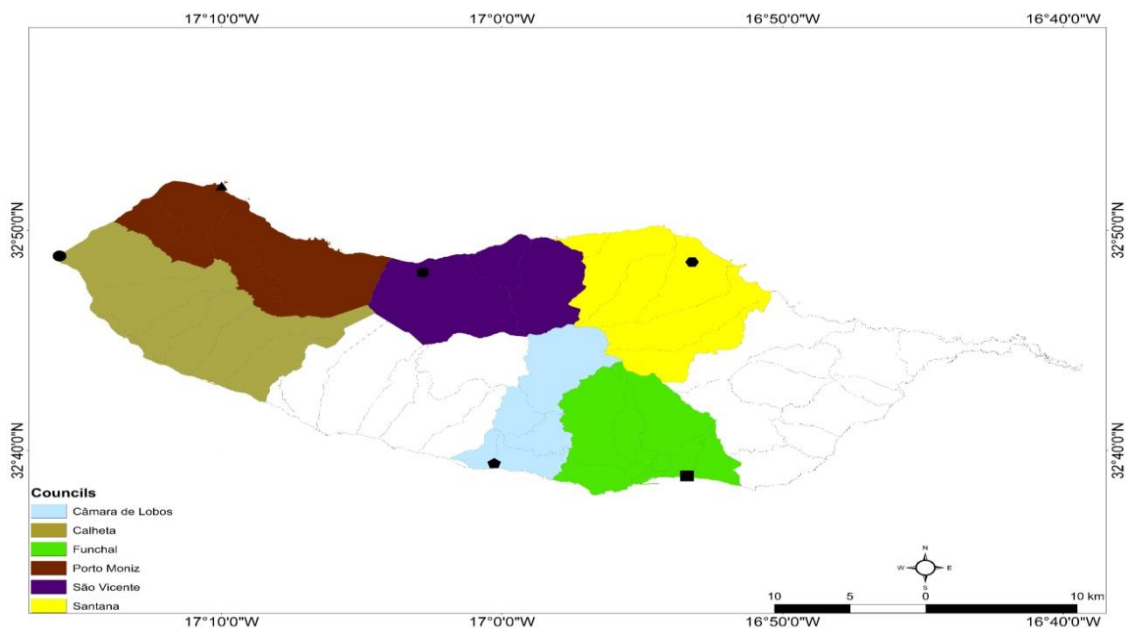 17°10'0"W 17°0'0"W 16°50'0"W 16°40'0"W
32°50'0"N 32°50'0"N
32°40'0"N 32°40'0"N
Councils
Câmara de Lobos
Calheta
Funchal
Porto Moniz
São Vicente
Santana
N
W E
S
10 5 0 10 km
17°10'0"W 17°0'0"W 16°50'0"W 16°40'0"W